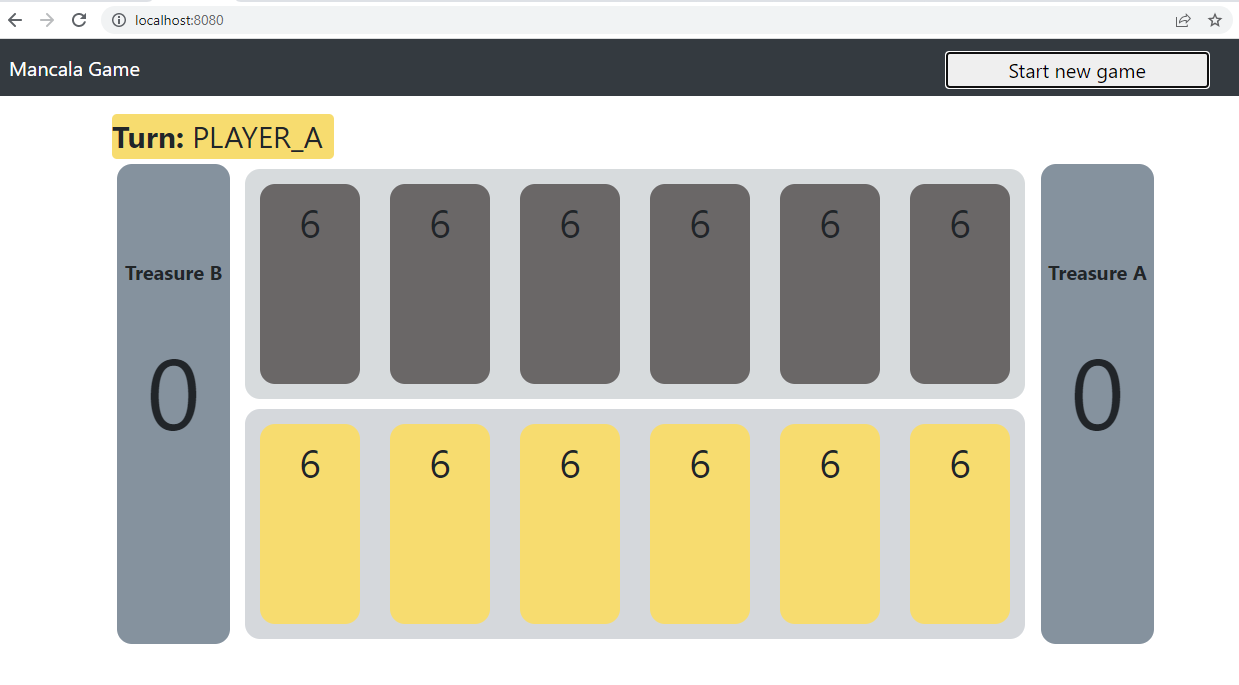 localhost:8080
Mancala Game
Start new game
Turn: PLAYER_A
Treasure B
0
6 6 6 6 6 6
6 6 6 6 6 6
Treasure A
0